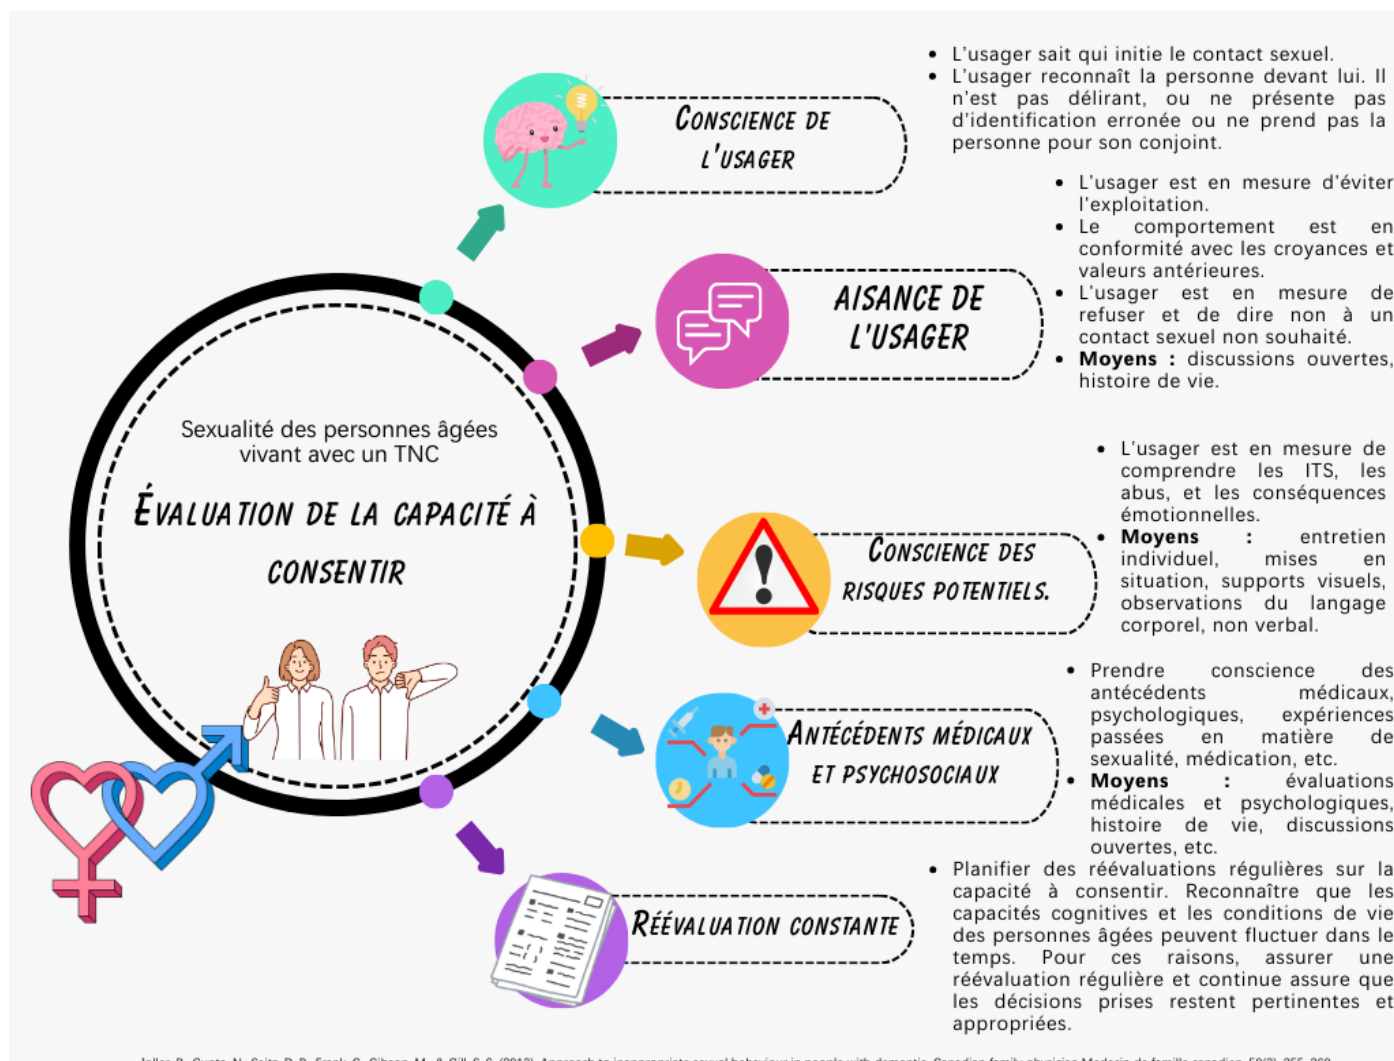 Sexualité des personnes âgées
vivant avec un TNC
ÉVALUATION DE LA CAPACITÉ À
CONSENTIR
CONSCIENCE DE
L'USAGER
• L'usager sait qui initie le contact sexuel.
• L'usager reconnaît la personne devant lui. Il
n'est pas délirant, ou ne présente pas
d'identification erronée ou ne prend pas la
personne pour son conjoint.
AISANCE DE
L'USAGER
• L'usager est en mesure d'éviter
l'exploitation.
• Le comportement est en
conformité avec les croyances et
valeurs antérieures.
• L'usager est en mesure de
refuser et de dire non à un
contact sexuel non souhaité.
• Moyens : discussions ouvertes,
histoire de vie.
CONSCIENCE DES
RISQUES POTENTIELS.
• L'usager est en mesure de
comprendre les ITS, les
abus, et les conséquences
émotionnelles.
• Moyens : entretien
individuel, mises en
situation, supports visuels,
observations du langage
corporel, non verbal.
ANTÉCÉDENTS MÉDICAUX
ET PSYCHOSOCIAUX
• Prendre conscience des
antécédents médicaux,
psychologiques, expériences
passées en matière de
sexualité, médication, etc.
• Moyens : évaluations
médicales et psychologiques,
histoire de vie, discussions
ouvertes, etc.
RÉÉVALUATION CONSTANTE
• Planifier des réévaluations régulières sur la
capacité à consentir. Reconnaître que les
capacités cognitives et les conditions de vie
des personnes âgées peuvent fluctuer dans le
temps. Pour ces raisons, assurer une
réévaluation régulière et continue assure que
les décisions prises restent pertinentes et
appropriées.